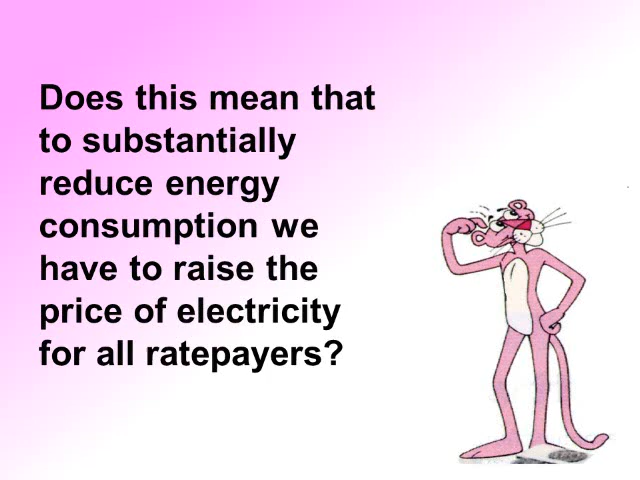 Does this mean that
to substantially
reduce energy
consumption we
have to raise the
price of electricity
for all ratepayers?